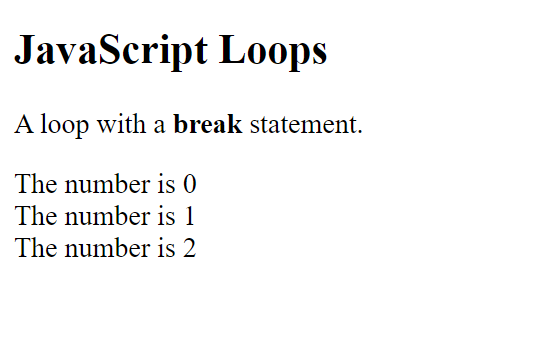 JavaScript Loops
A loop with a break statement.
The number is 0
The number is 1
The number is 2